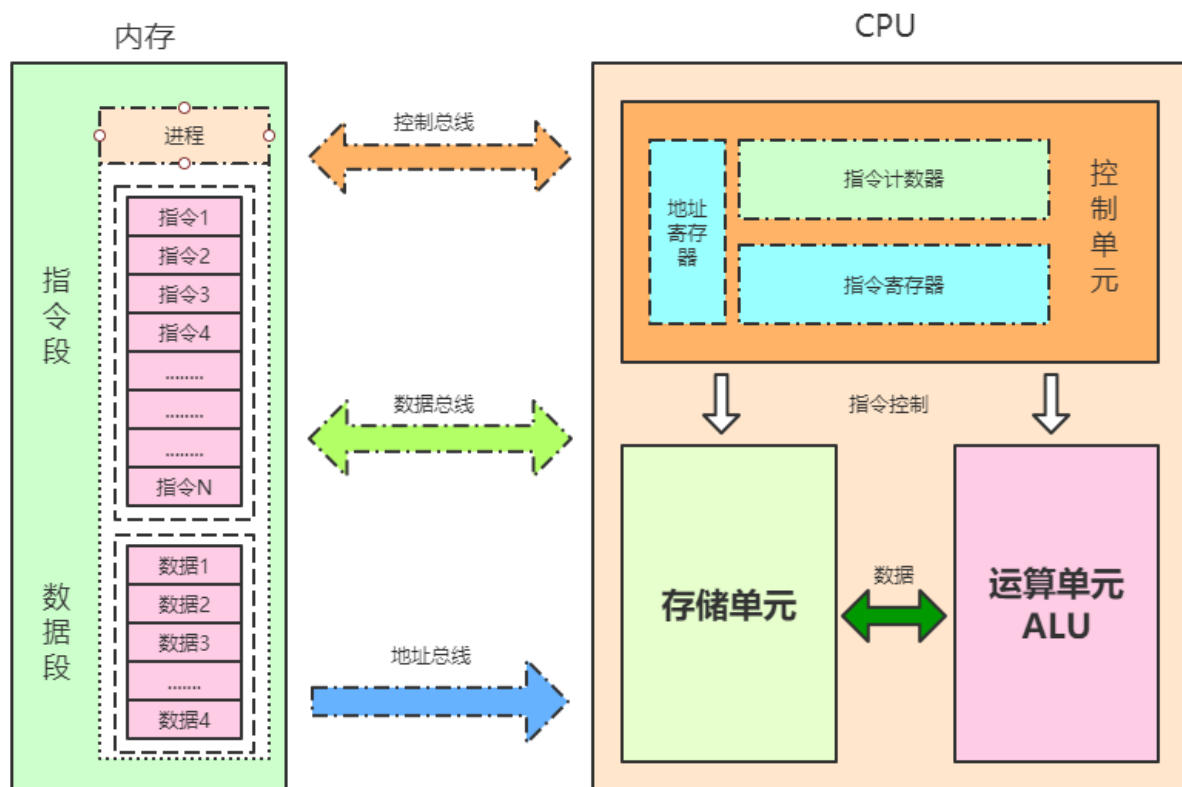 内存
CPU
进程
指令段
指令1
指令2
指令3
指令4
........
........
........
指令N
数据段
数据1
数据2
数据3
.......
数据4
控制总线
数据总线
地址总线
地址
寄存
器
指令计数器
指令寄存器
控制单元
指令控制
存储单元
数据
运算单元
ALU